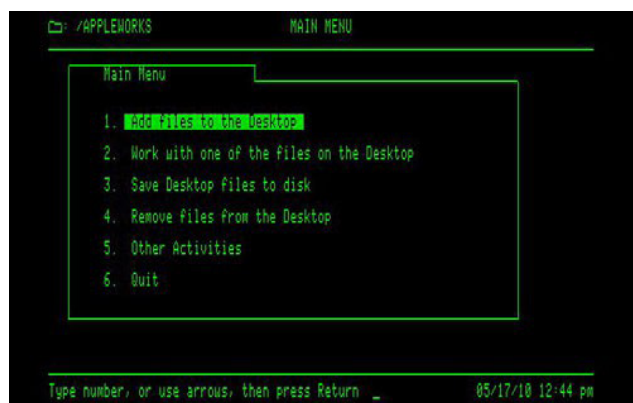 : /APPLEWORKS MAIN MENU
Main Menu
1. Add files to the Desktop
2. Work with one of the files on the Desktop
3. Save Desktop files to disk
4. Remove files from the Desktop
5. Other Activities
6. Quit
Type number, or use arrows, then press Return _ 05/17/10 12:44 pm